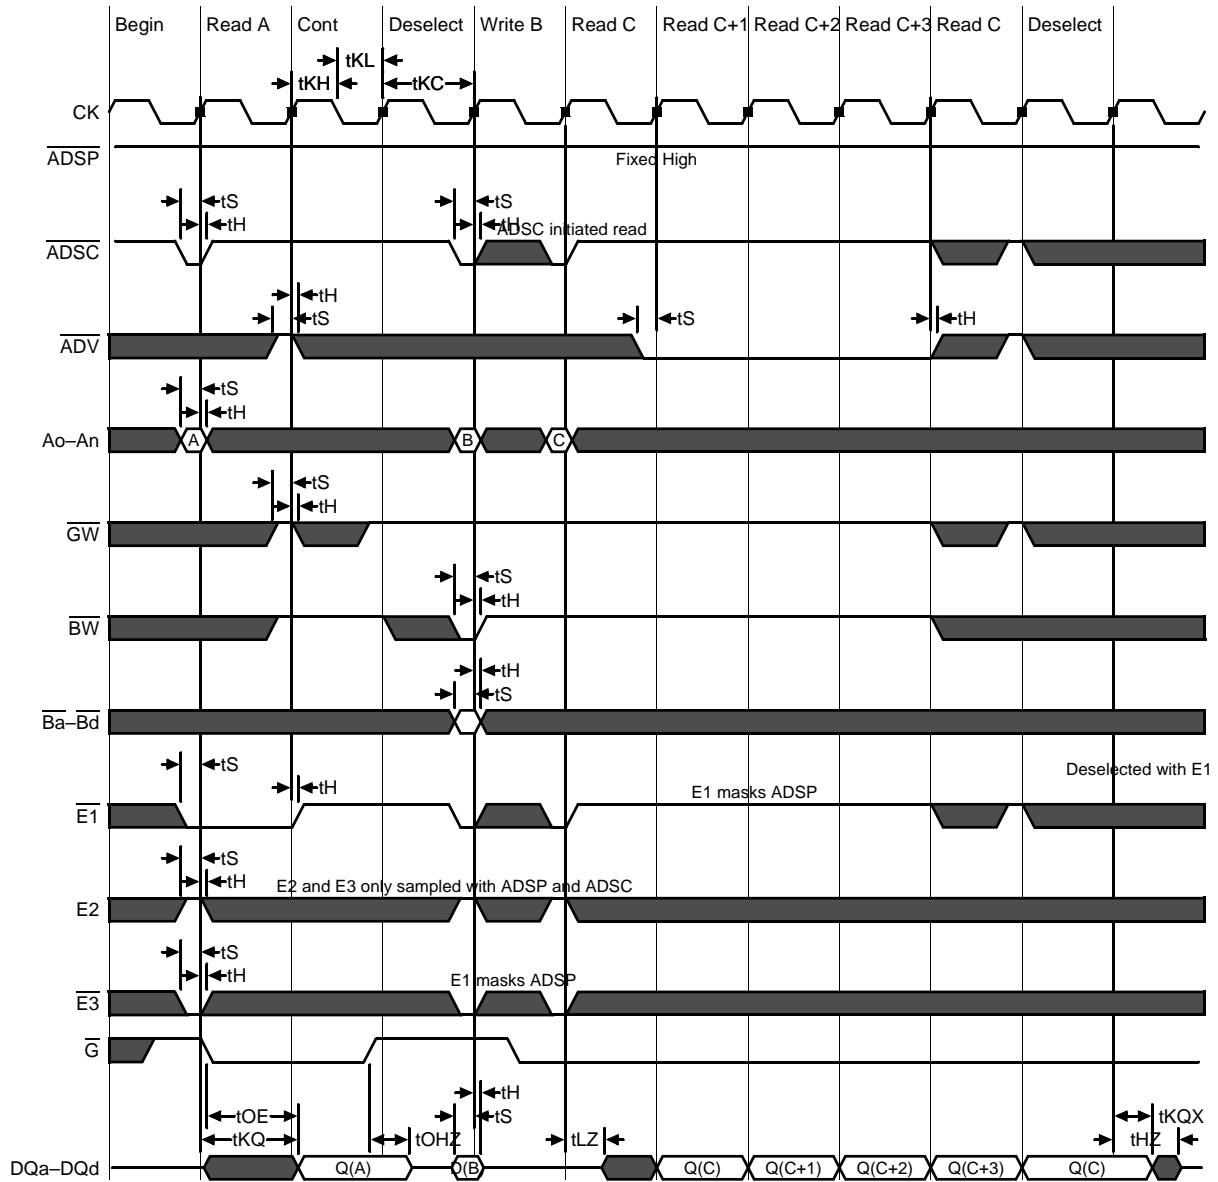 Begin Read A Cont Deselect Write B Read C Read C+1 Read C+2 Read C+3 Read C Deselect
tKL
tKH tKC
CK
ADSP Fixed High
tS tS
tH tH
ADSC initiated read
ADSC
tH
tS tS tH
ADV
tS
tH
Ao–An A B C
tS
tH
GW
tS
tH
BW
tH
tS
Ba–Bd
tS Deselected with E1
tH E1 masks ADSP
E1
tS
tH E2 and E3 only sampled with ADSP and ADSC
E2
tS
tH E1 masks ADSP
E3
G
tH
tOE tS tKQX
tKQ tOHZ tLZ tHZ
DQa–DQd Q(A) D(B Q(C) Q(C+1) Q(C+2) Q(C+3) Q(C)